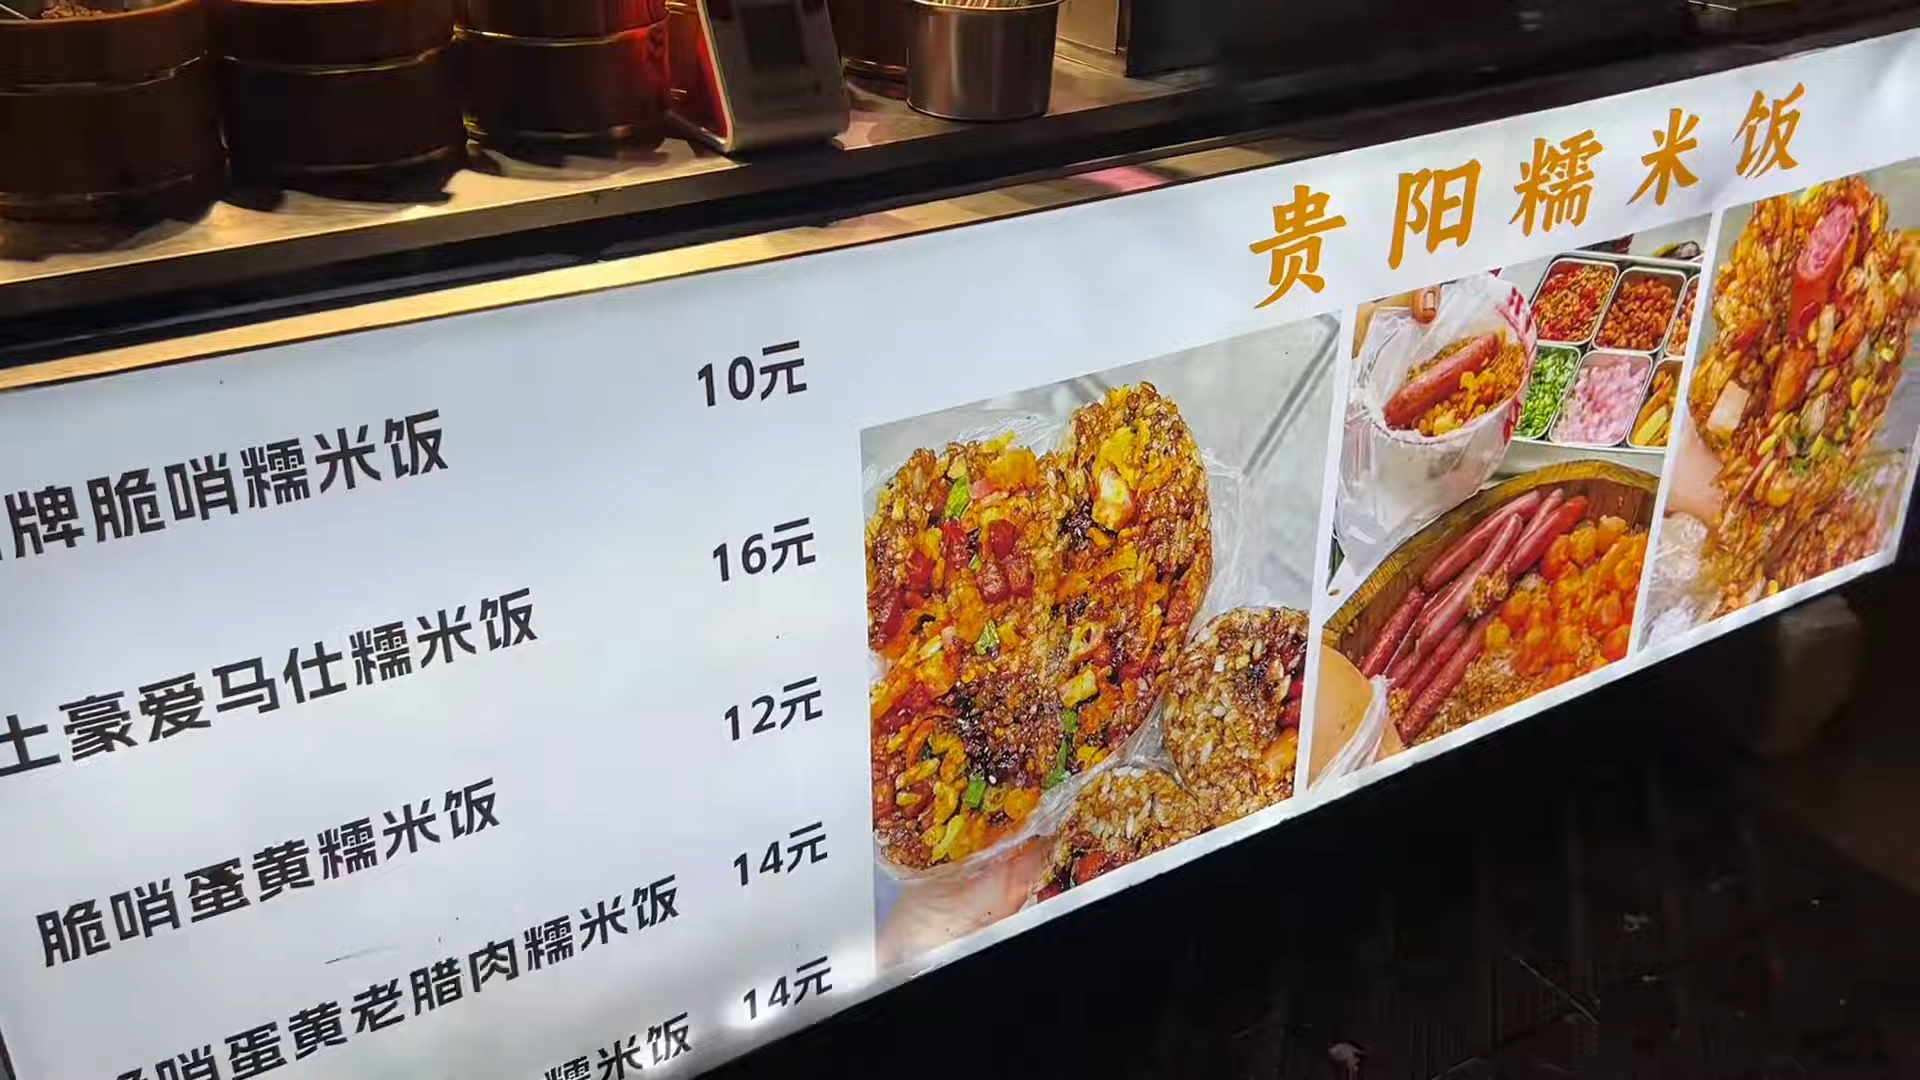 贵阳糯米饭
牌脆哨糯米饭 10元
土豪爱马仕糯米饭 16元
脆哨蛋黄糯米饭 12元
哨蛋黄老腊肉糯米饭 14元
糯米饭 14元